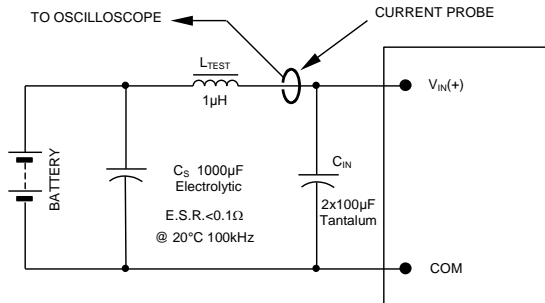 TO OSCILLOSCOPE
CURRENT PROBE
LTEST
1µH
VIN(+)
BATTERY
CS 1000µF
Electrolytic
E.S.R.<0.1Ω
@ 20°C 100kHz
CIN
2x100µF
Tantalum
COM